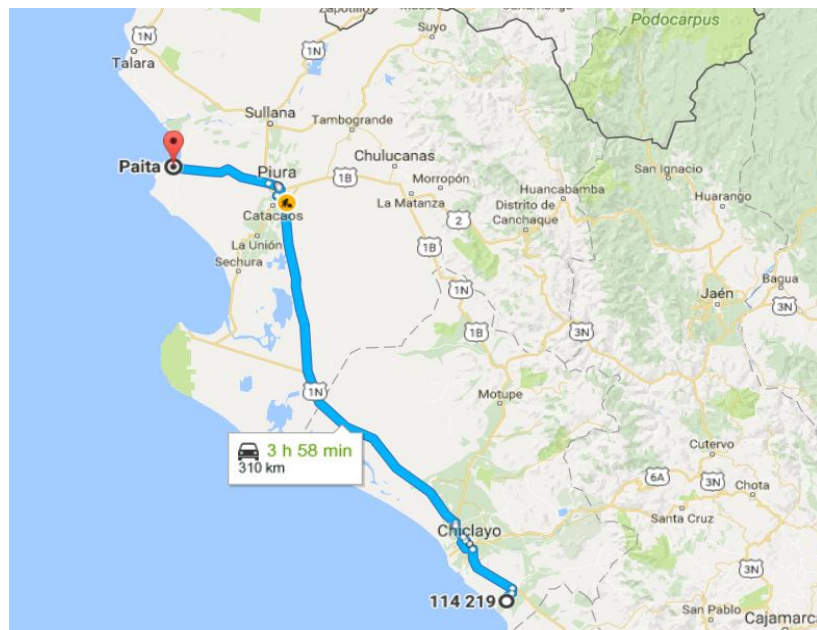 Podocarpus
1N
Talara
Suyo
1N
Sullana
Tambogrande
Paita
Piura
1B
Chulucanas
Morropón
San Ignacio
Huancabamba
Huarango
La Matanza
Catacaos
2
Distrito de
Canchaque
La Unión
1B
Sechura
Bagua
1N
Jaén
3N
1B
3N
1N
Motupe
3 h 58 min
310 km
Cutervo
6A
3N
Chota
Santa Cruz
Chiclayo
3N
114 219
San Pablo
Cajamarca